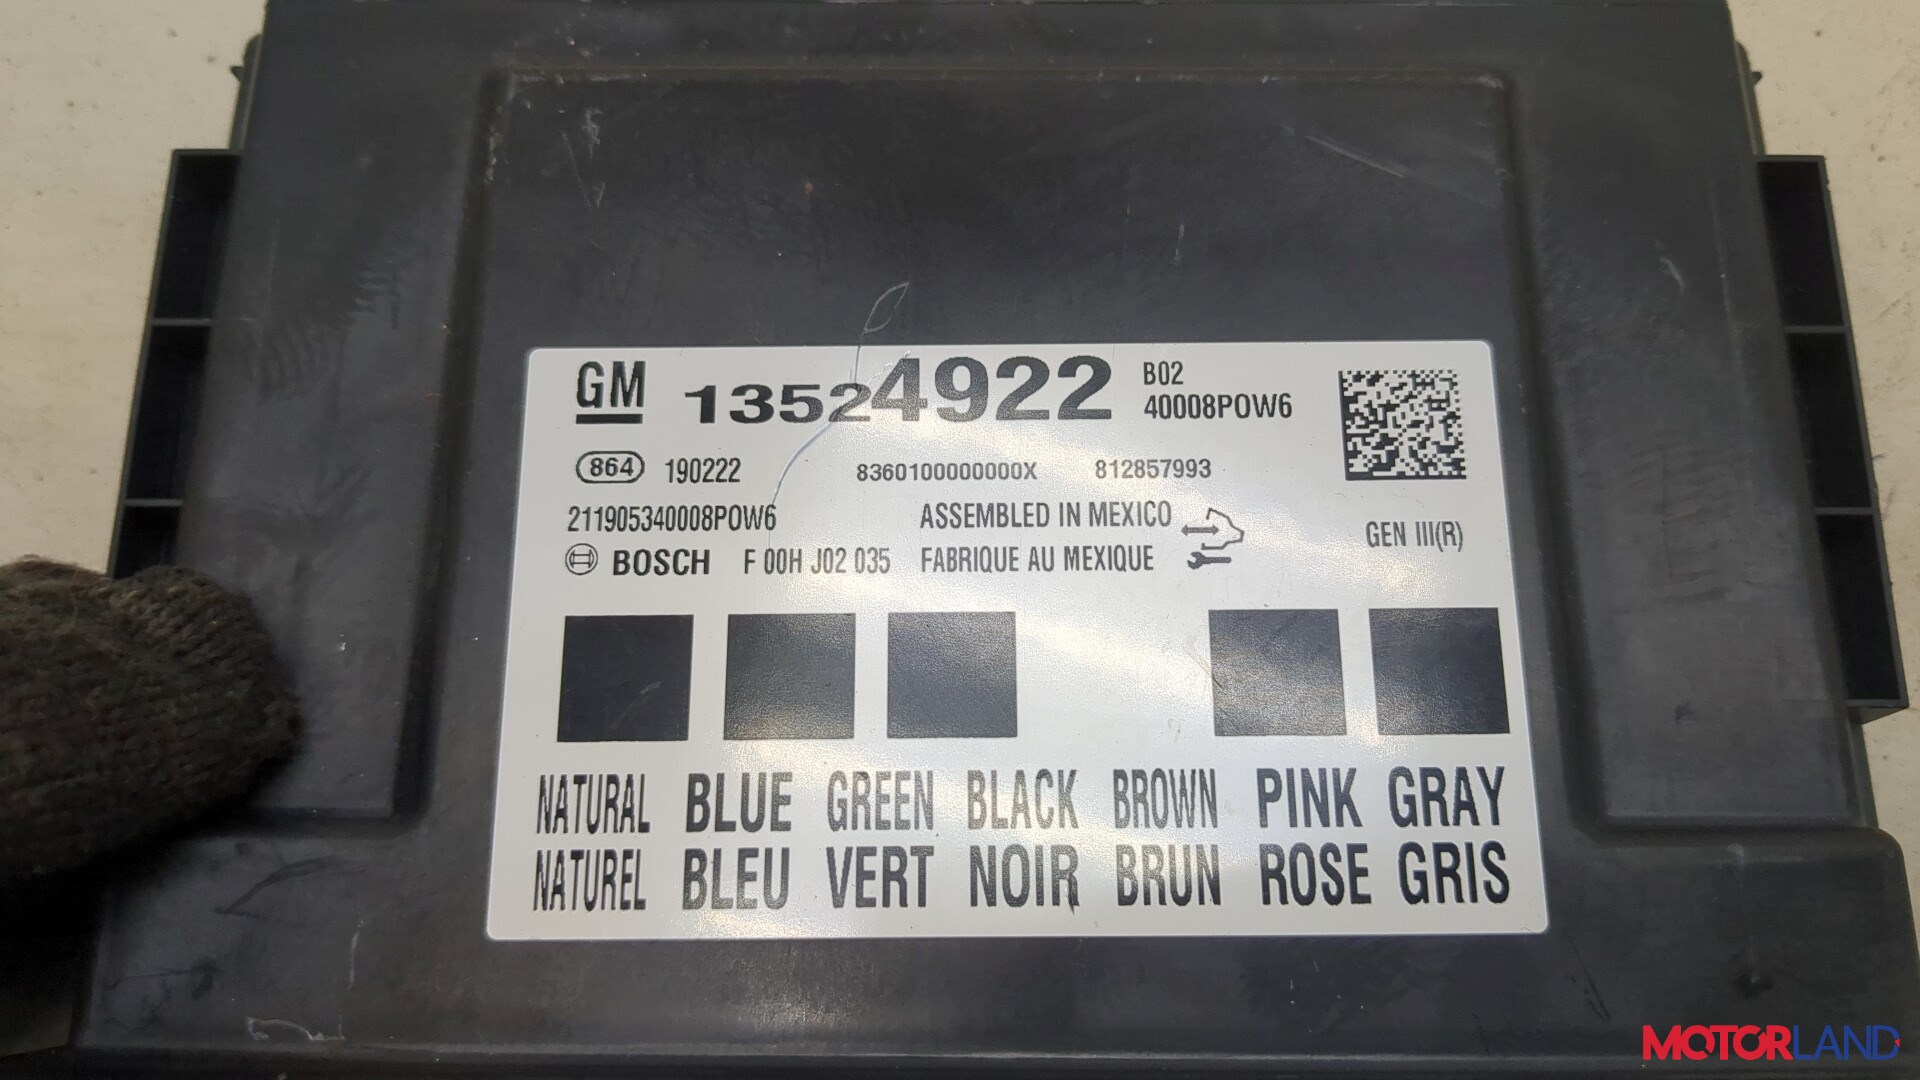 GM 13524922 B02
40008POW6
864 190222 8360100000000X 812857993
211905340008POW6 ASSEMBLED IN MEXICO GEN III(R)
BOSCH F 00H J02 035 FABRIQUE AU MEXIQUE
NATURAL BLUE GREEN BLACK BROWN PINK GRAY
NATUREL BLEU VERT NOIR BRUN ROSE GRIS
MOTORLAND